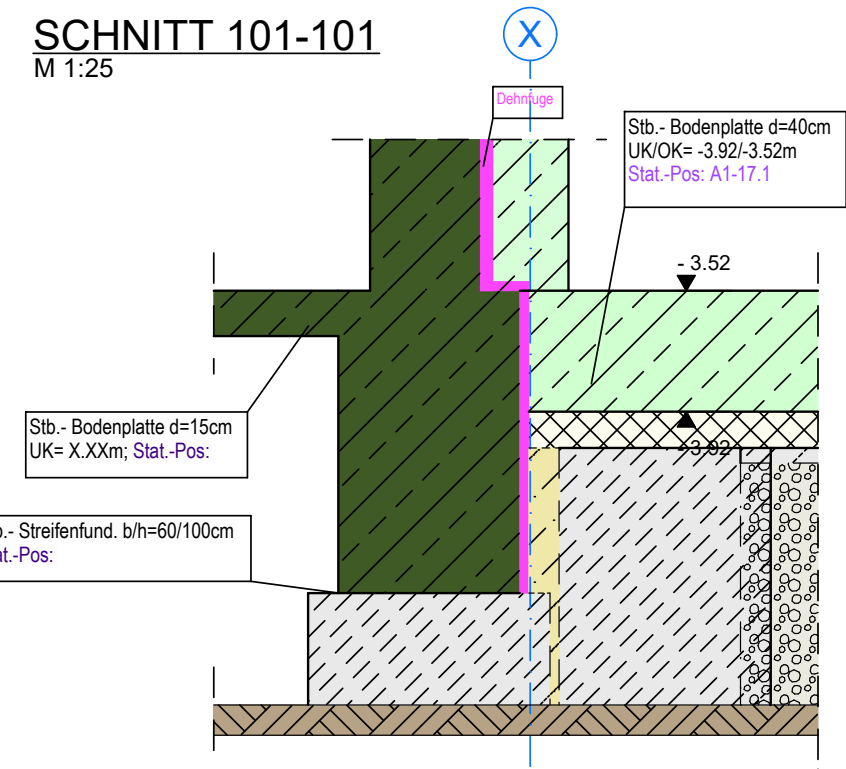 SCHNITT 101-101
M 1:25
X
Dehnfuge
Stb.- Bodenplatte d=40cm
UK/OK= -3.92/-3.52m
Stat.-Pos: A1-17.1
- 3.52
- 3.92
Stb.- Bodenplatte d=15cm
UK= X.XXm; Stat.-Pos:
.- Streifenfund. b/h=60/100cm
at.-Pos: